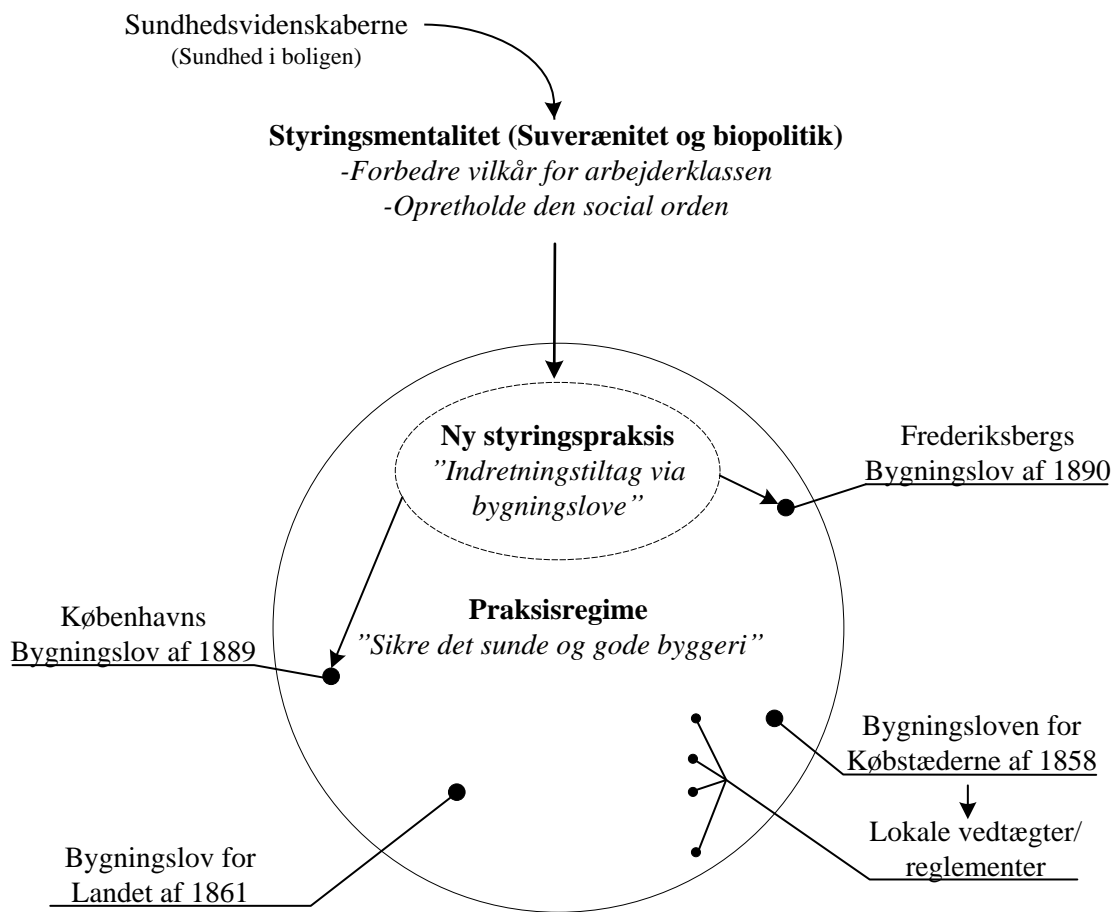 Sundhedsvidenskaberne
(Sundhed i boligen)
Styringsmentalitet (Suverænitet og biopolitik)
-Forbedre vilkår for arbejderklassen
-Opretholde den social orden
Ny styringspraksis
”Indretningstiltag via
bygningslove”
Frederiksbergs
Bygningslov af 1890
Praksisregime
”Sikre det sunde og gode byggeri”
Københavns
Bygningslov af 1889
Bygningsloven for
Købstæderne af 1858
Lokale vedtægter/
reglementer
Bygningslov for
Landet af 1861